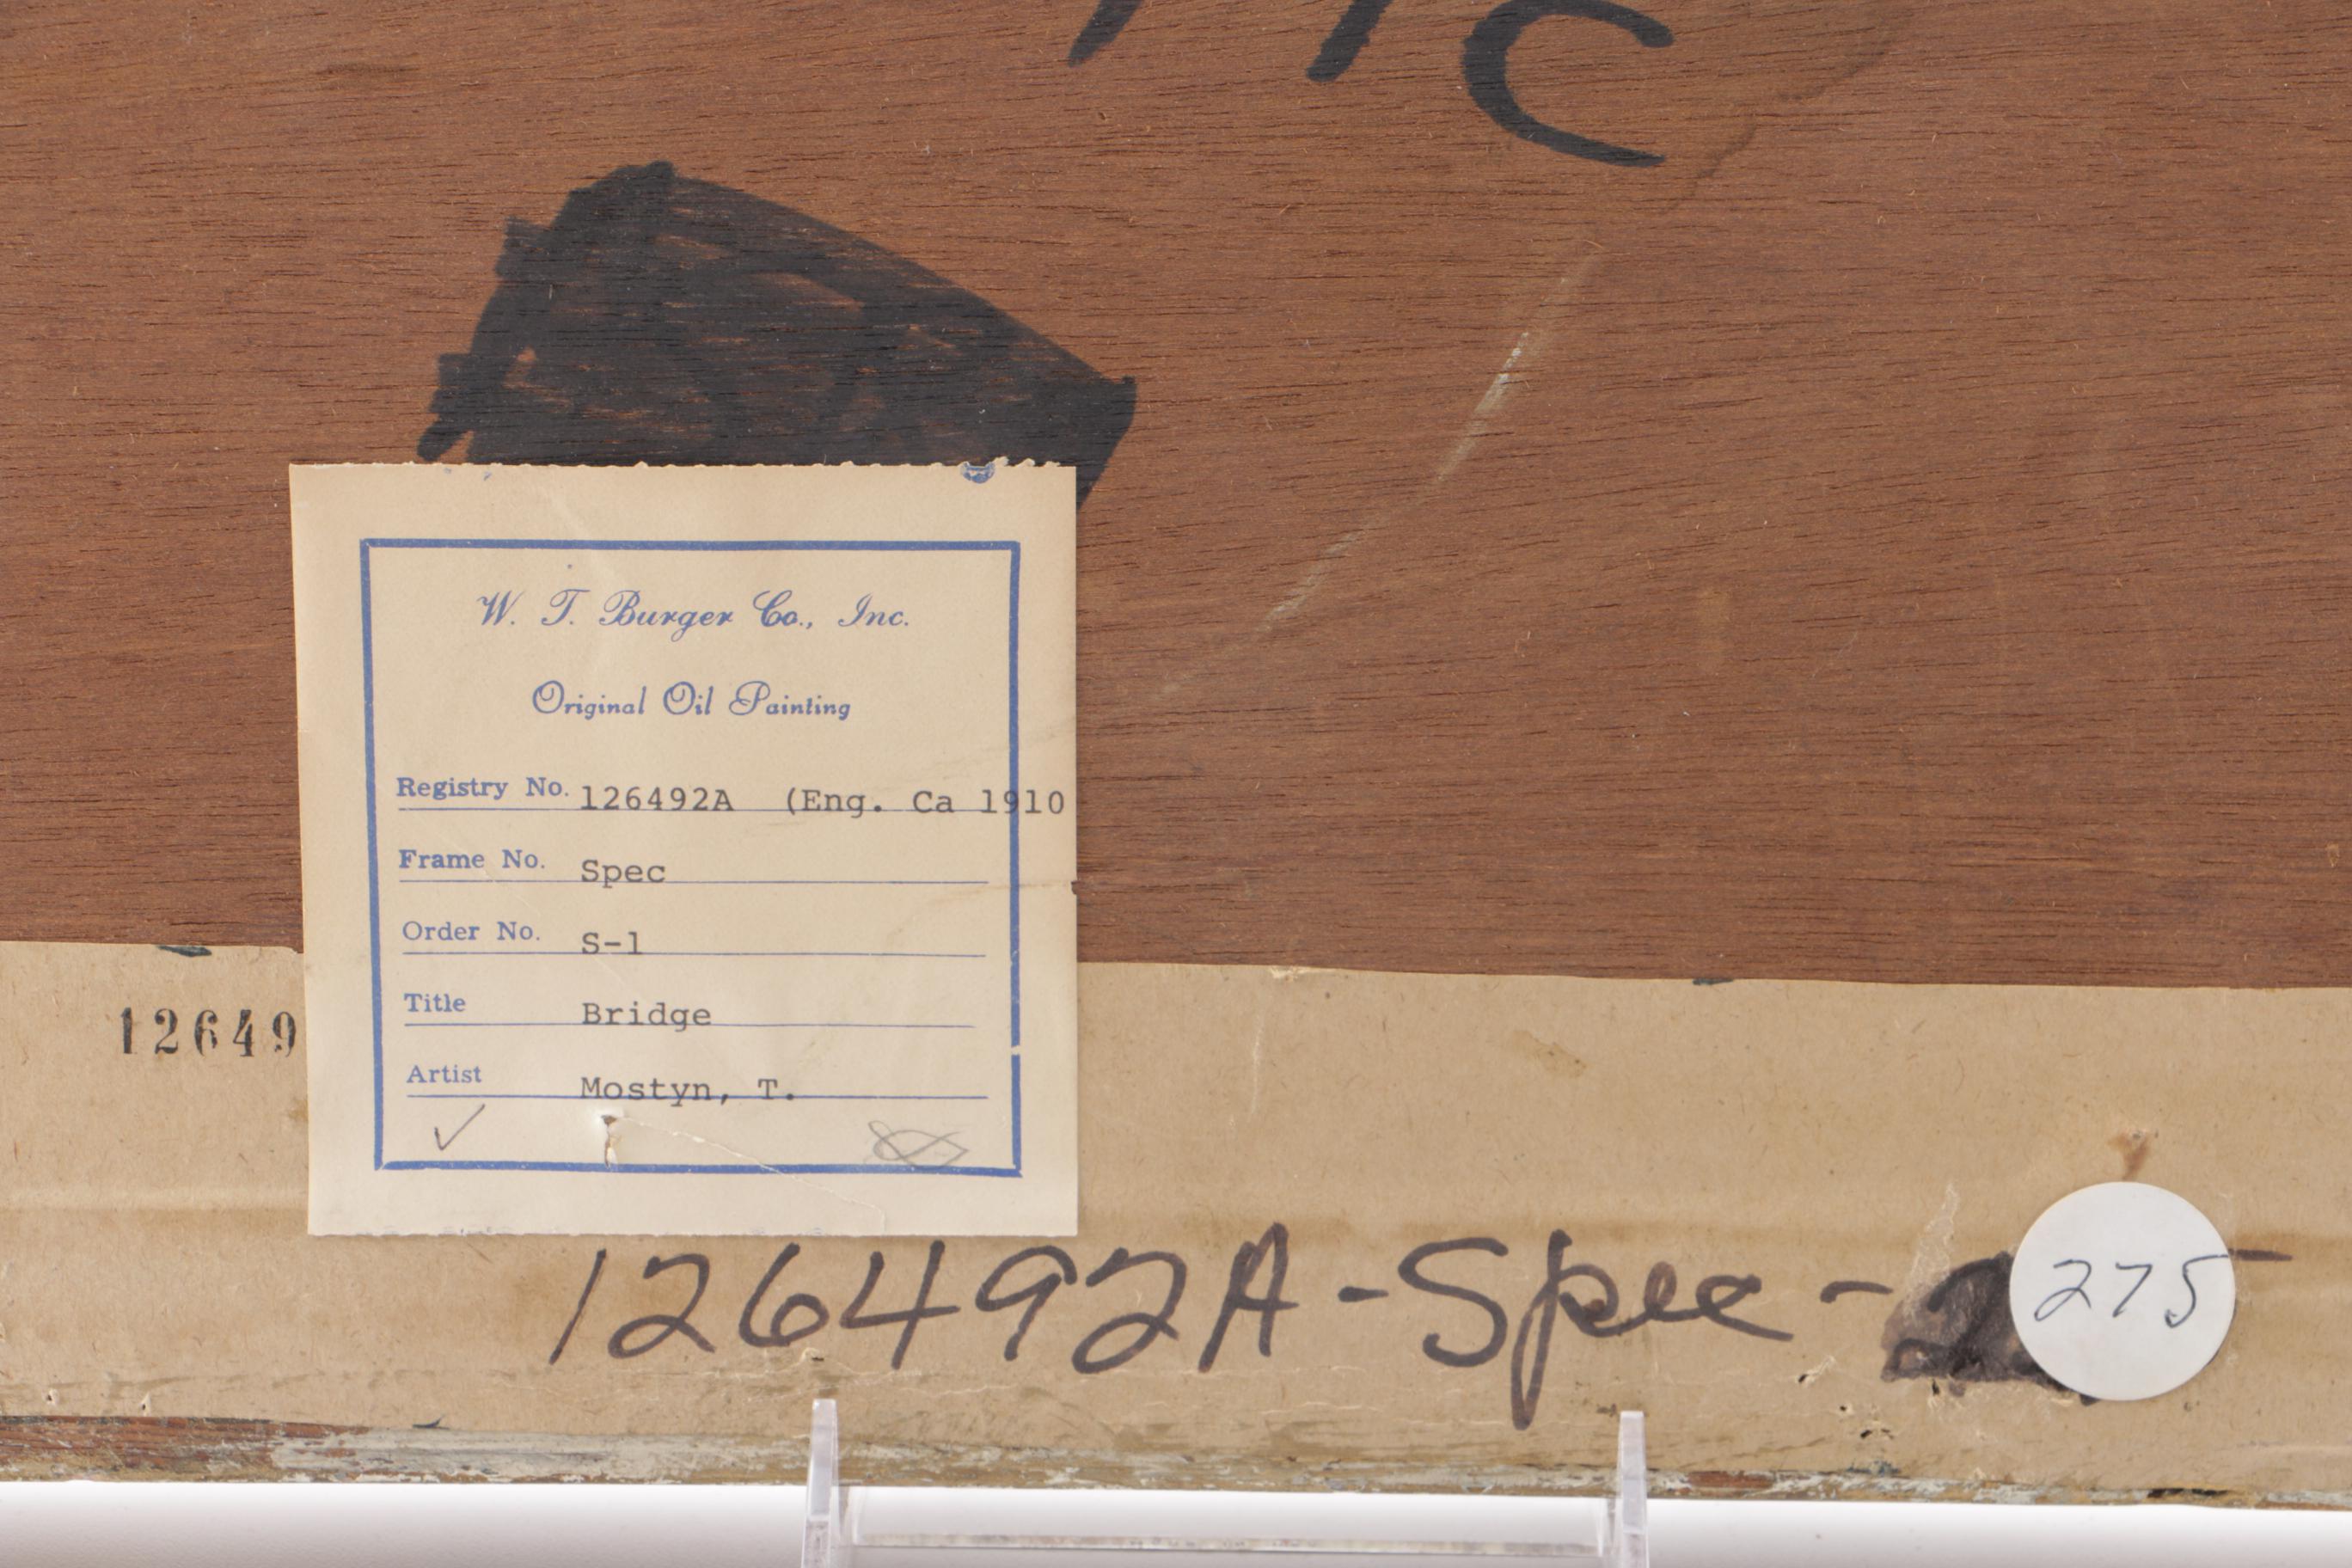 W. T. Burger Co., Inc.
Original Oil Painting
Registry No. 126492A (Eng. Ca 1910
Frame No. Spec
Order No. S-1
Title Bridge
Artist Mostyn, T.
12649
126492A-Spec-
275